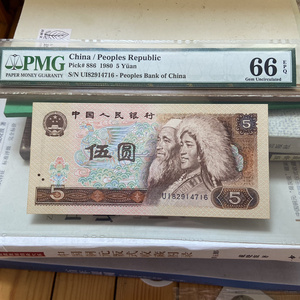 PMG
PAPER MONEY GUARANTY
China / Peoples Republic
Pick# 886 1980 5 Yüan
S/N UI82914716 - Peoples Bank of China
66 EPQ
Gem Uncirculated
中国人民银行
5
伍圆
UI82914716
5
5